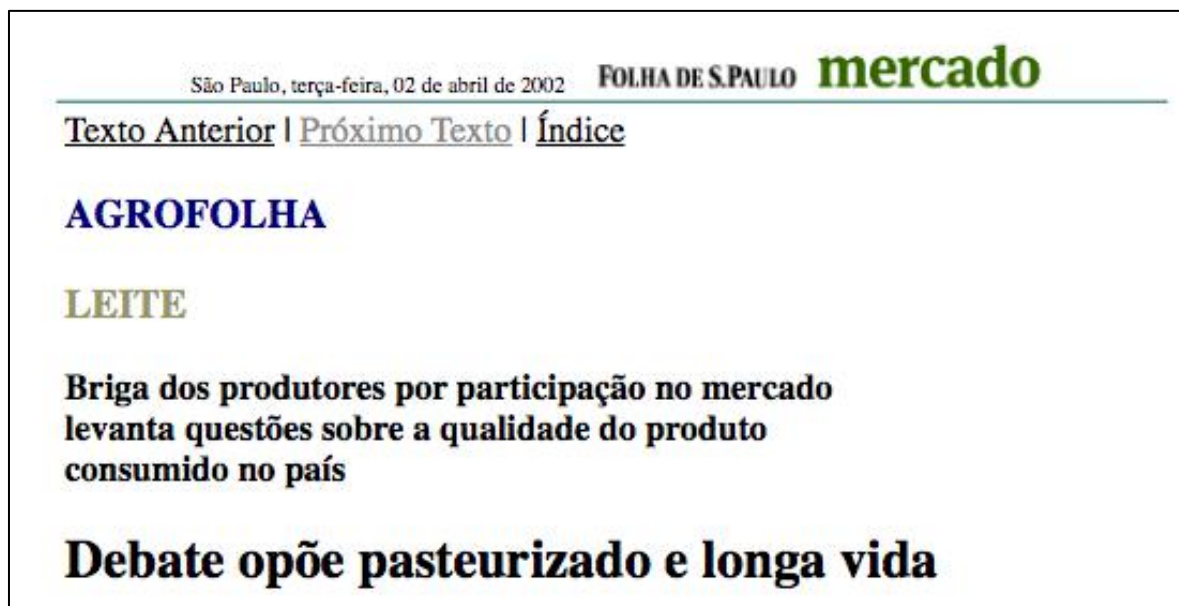 São Paulo, terça-feira, 02 de abril de 2002 FOLHA DE S.PAULO mercado
Texto Anterior | Próximo Texto | Índice
AGROFOLHA
LEITE
Briga dos produtores por participação no mercado
levanta questões sobre a qualidade do produto
consumido no país
Debate opõe pasteurizado e longa vida